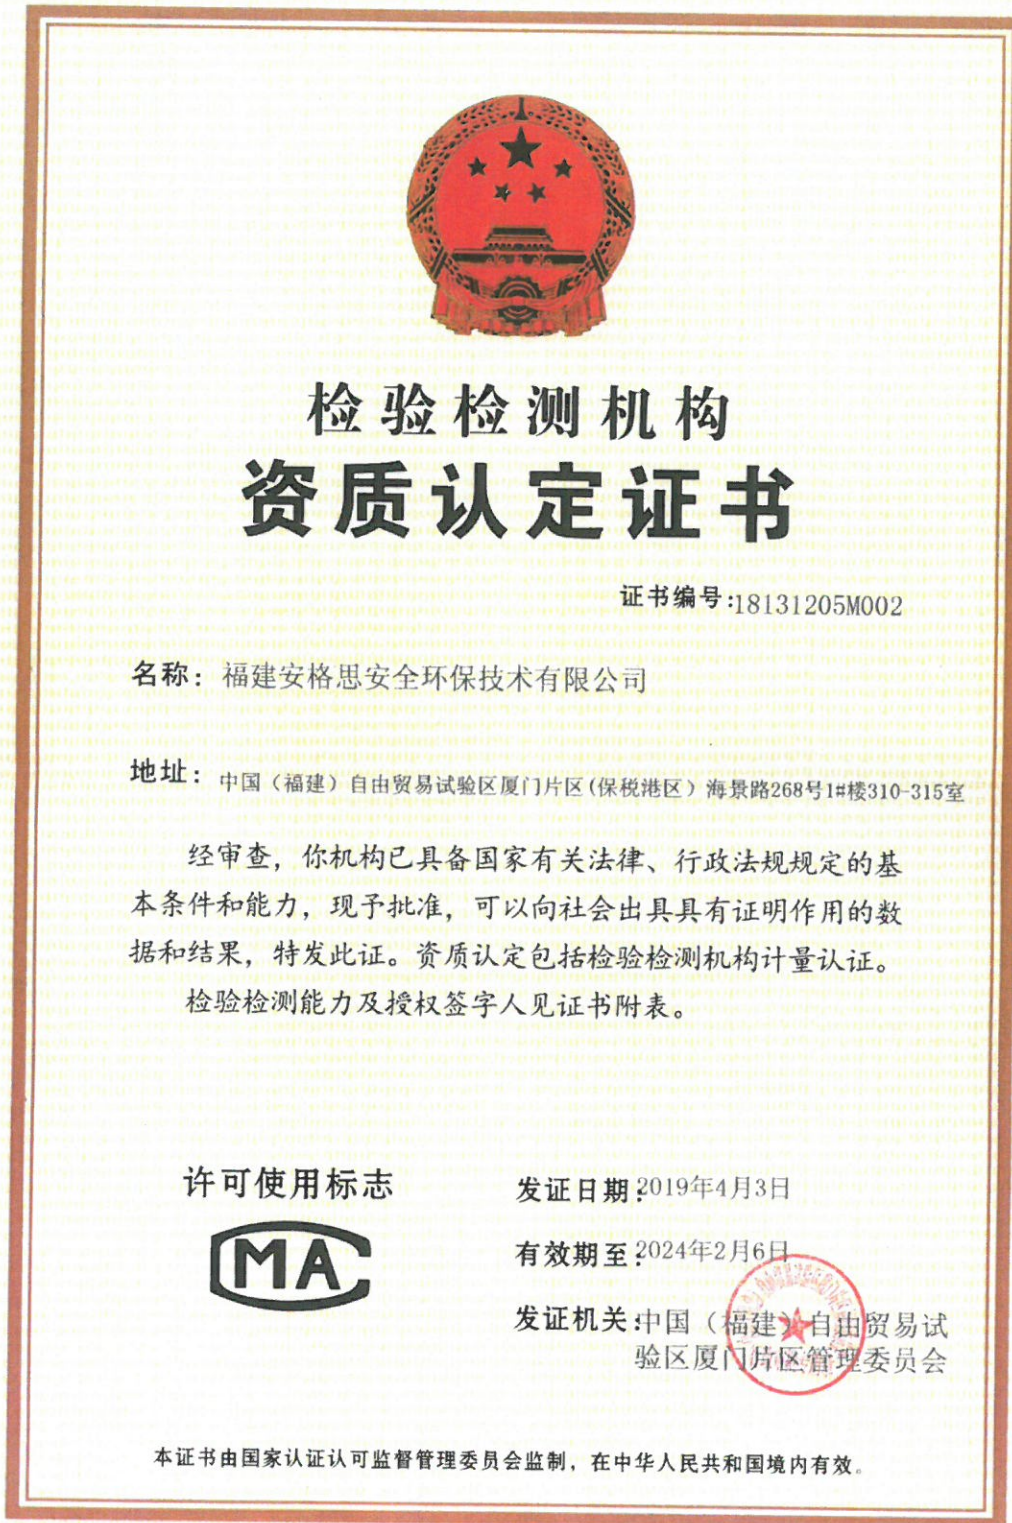 检验检测机构
资质认定证书
证书编号:18131205M002
名称：福建安格思安全环保技术有限公司
地址：中国（福建）自由贸易试验区厦门片区(保税港区）海景路268号1#楼310-315室
经审查，你机构已具备国家有关法律、行政法规规定的基
本条件和能力，现予批准，可以向社会出具具有证明作用的数
据和结果，特发此证。资质认定包括检验检测机构计量认证。
检验检测能力及授权签字人见证书附表。
许可使用标志
MA
发证日期：2019年4月3日
有效期至：2024年2月6日
发证机关：中国（福建）自由贸易试
验区厦门片区管理委员会
本证书由国家认证认可监督管理委员会监制，在中华人民共和国境内有效。